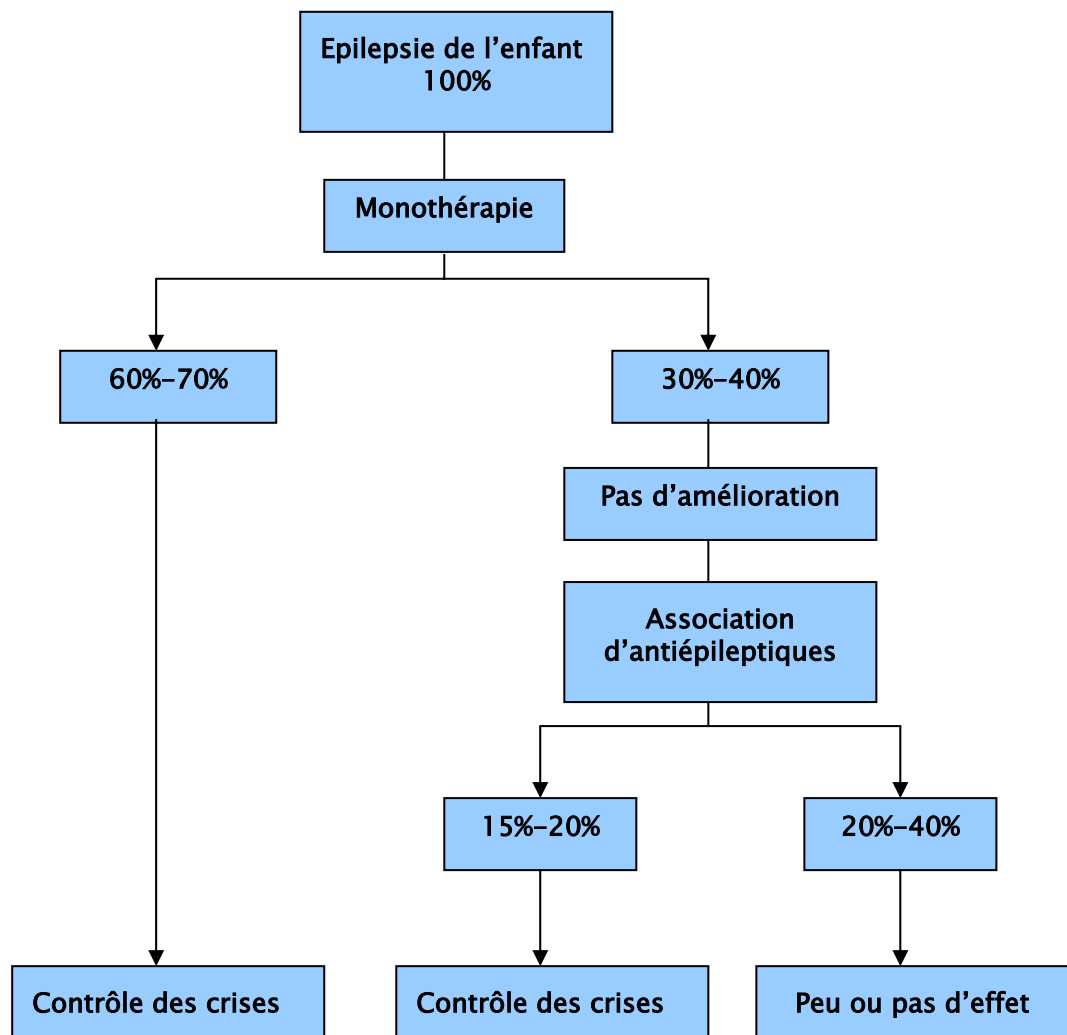 Epilepsie de l’enfant
100%
Monothérapie
60%–70%
30%–40%
Pas d’amélioration
Association
d’antiépileptiques
15%–20%
20%–40%
Contrôle des crises
Contrôle des crises
Peu ou pas d’effet